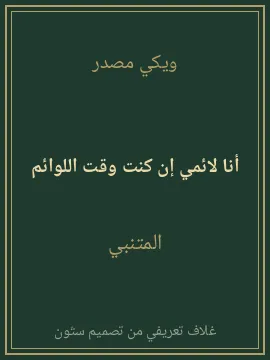 ويكي مصدر
أنا لائمي إن كنت وقت اللوائم
المتنبي
غلاف تعريفي من تصميم سثون